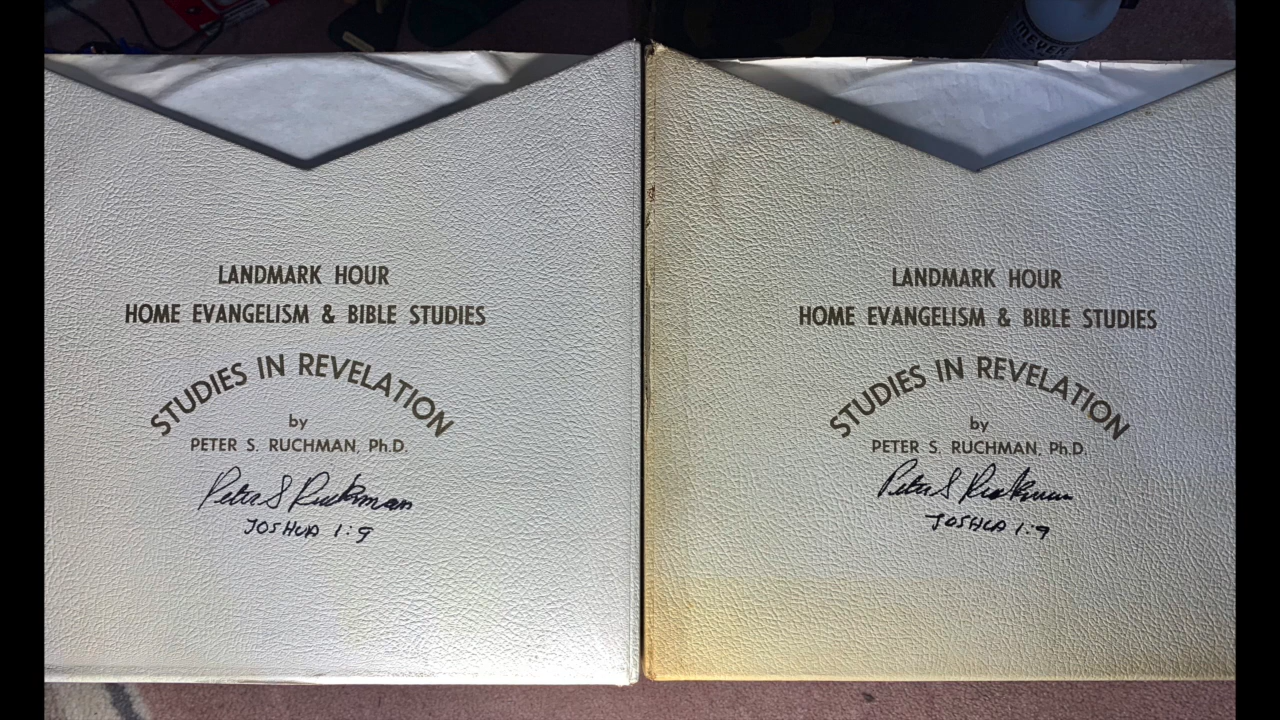 LANDMARK HOUR
HOME EVANGELISM & BIBLE STUDIES
STUDIES IN REVELATION
by
PETER S. RUCHMAN, Ph.D.
Peter S Ruckman
JOSHUA 1:9
LANDMARK HOUR
HOME EVANGELISM & BIBLE STUDIES
STUDIES IN REVELATION
by
PETER S. RUCHMAN, Ph.D.
Peter S Ruckman
JOSHUA 1:9